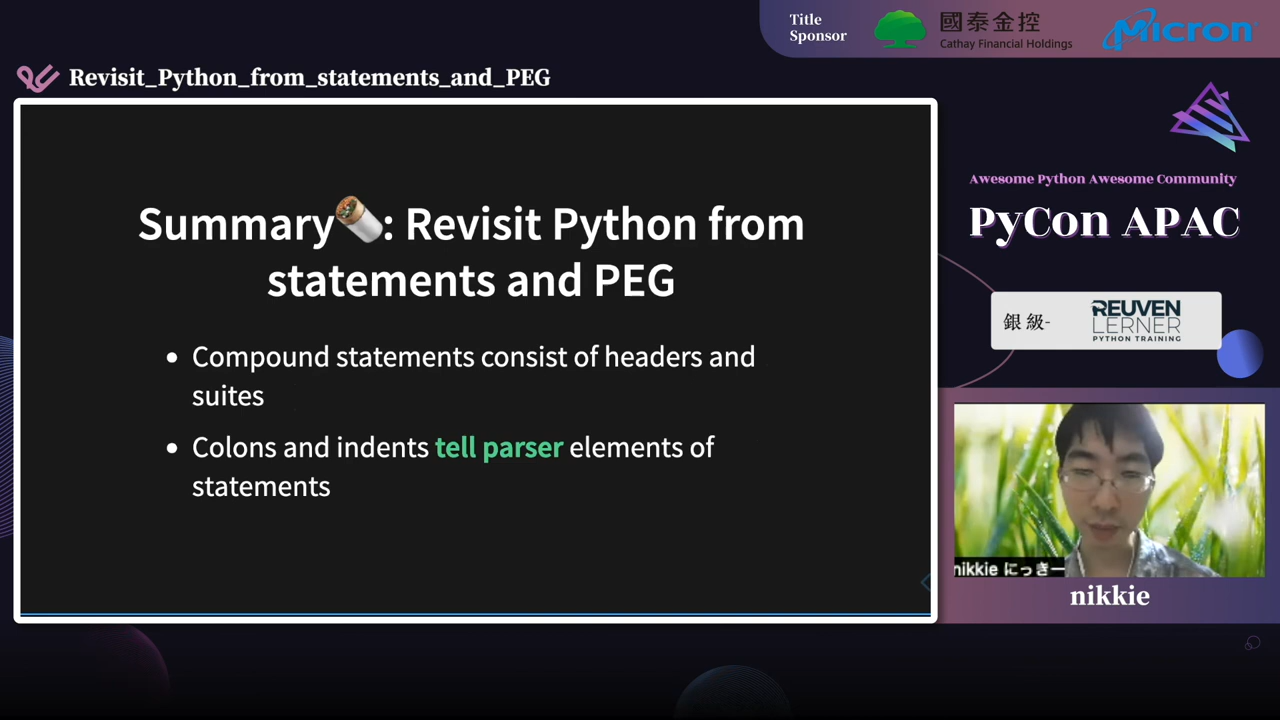 Title
Sponsor
國泰金控
Cathay Financial Holdings
Micron
Revisit_Python_from_statements_and_PEG
Summary🌯: Revisit Python from
statements and PEG
• Compound statements consist of headers and
suites
• Colons and indents tell parser elements of
statements
Awesome Python Awesome Community
PyCon APAC
銀級-
REUVEN
LERNER
PYTHON TRAINING
nikkie にっきー
nikkie